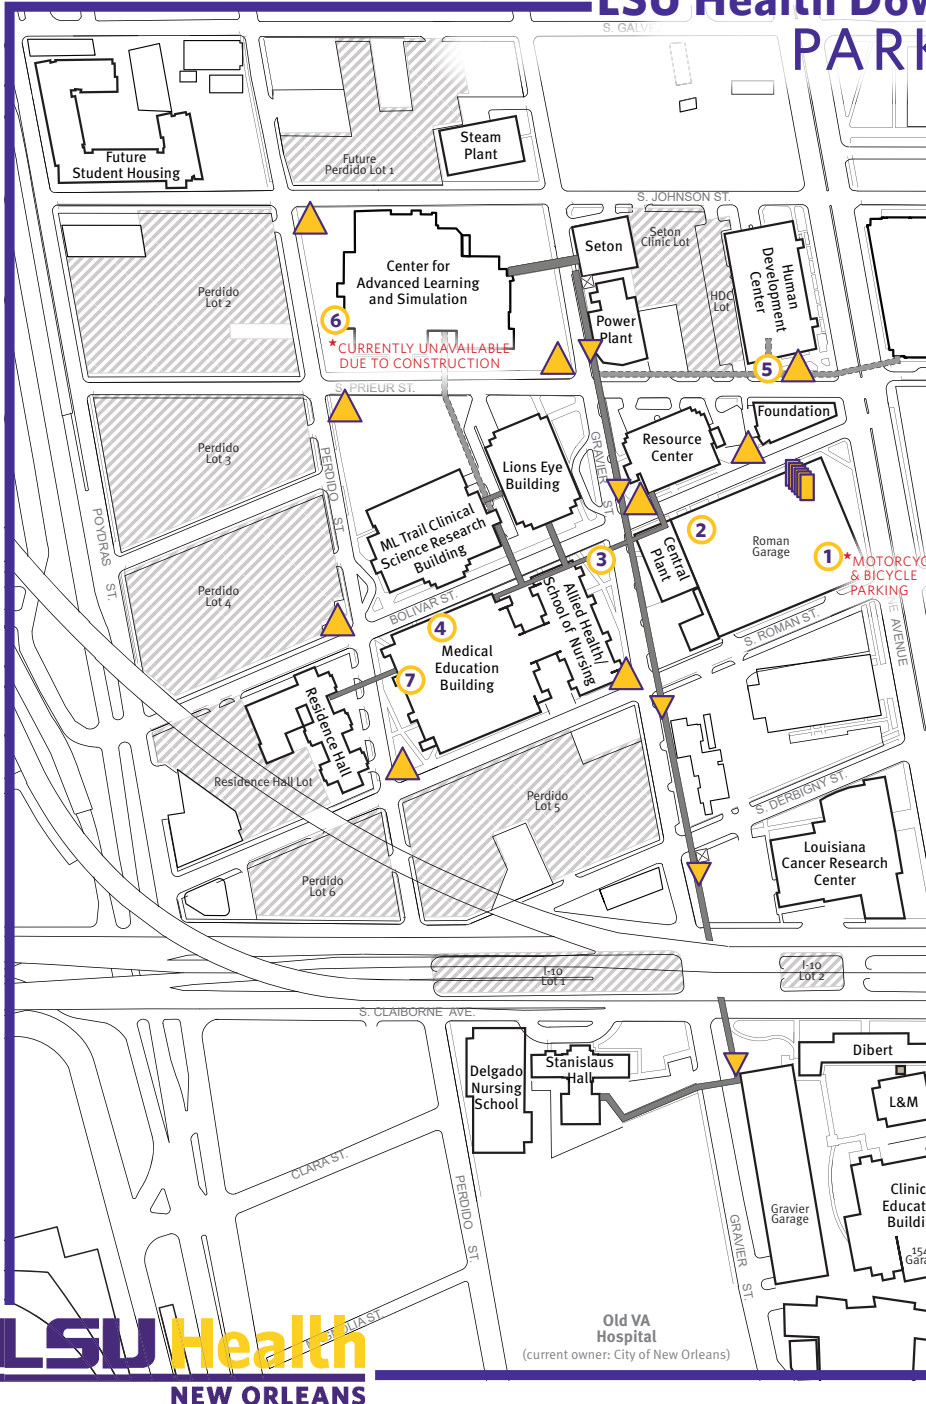 LSU Health Dow
PARK
S. GALVE
Future
Student Housing
Future
Perdido Lot 1
Steam
Plant
S. JOHNSON ST.
Perdido
Lot 2
Center for
Advanced Learning
and Simulation
Seton
Seton
Clinic Lot
HDC
Lot
Human
Development
Center
Power
Plant
6
*CURRENTLY UNAVAILABLE
DUE TO CONSTRUCTION
5
S. PRIEUR ST.
Foundation
Resource
Center
Perdido
Lot 3
PERDIDO ST.
Lions Eye
Building
GRAVIER ST
POYDRAS ST.
ML Trail Clinical
Science Research
Building
2
Roman
Garage
1
*MOTORCYC
& BICYCLE
PARKING
Central
Plant
3
Perdido
Lot 4
BOLIVAR ST.
Allied Health/
School of Nursing
NE AVENUE
4
Medical
Education
Building
S. ROMAN ST.
7
Residence Hall
Residence Hall Lot
Perdido
Lot 5
S. DERBIGNY ST.
Louisiana
Cancer Research
Center
Perdido
Lot 6
I-10
Lot 1
I-10
Lot 2
S. CLAIBORNE AVE.
Delgado
Nursing
School
Stanislaus
Hall
Dibert
L&M
CLARA ST.
PERDIDO ST.
GRAVIER ST.
Gravier
Garage
Clinic
Educat
Buildi
154
Gara
OLIA ST.
Old VA
Hospital
(current owner: City of New Orleans)
LSU Health
NEW ORLEANS